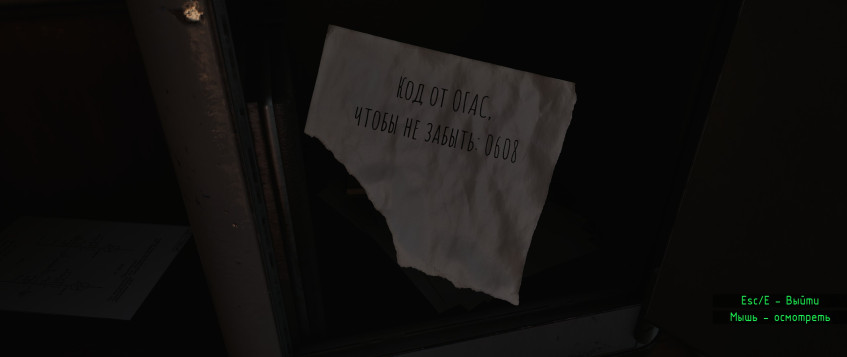 Код от ОГАС,
чтобы не забыть: 0608
Esc/E - Выйти
Мышь - осмотреть